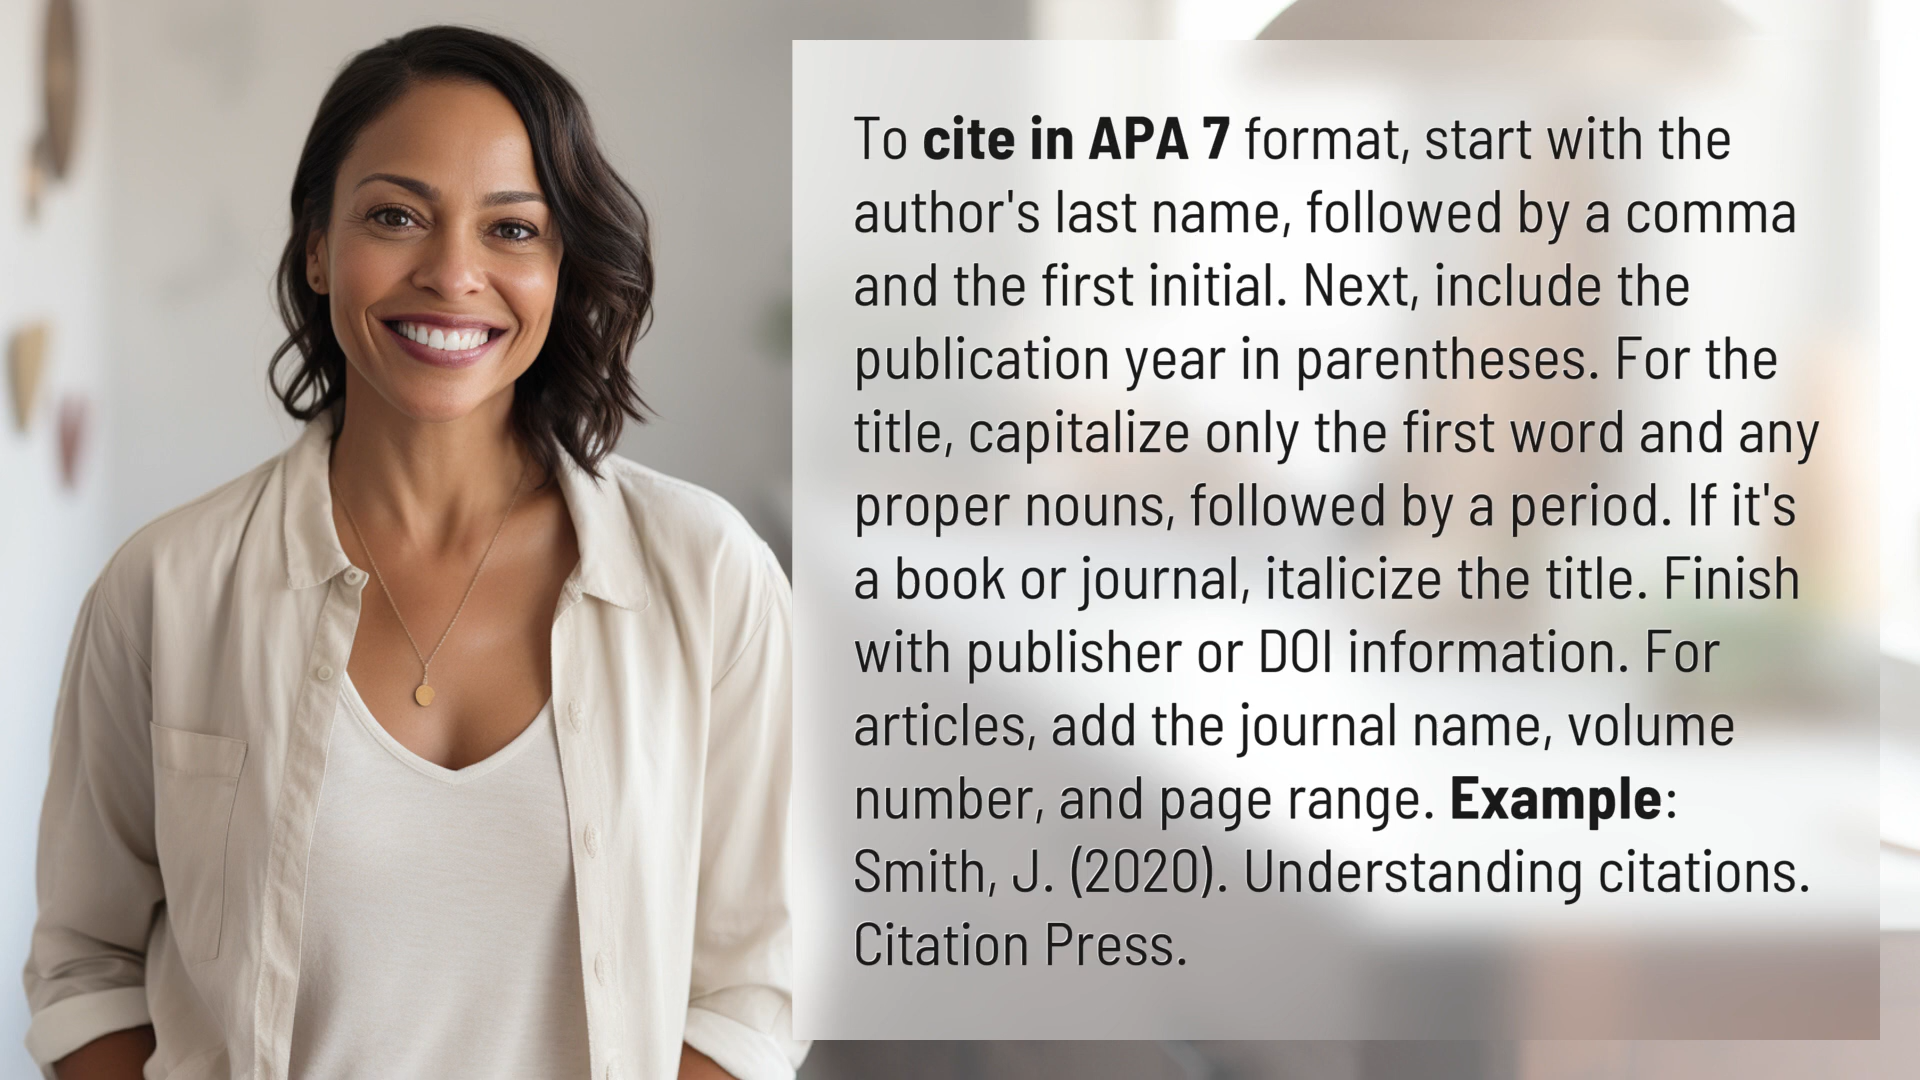 To cite in APA 7 format, start with the
author's last name, followed by a comma
and the first initial. Next, include the
publication year in parentheses. For the
title, capitalize only the first word and any
proper nouns, followed by a period. If it's
a book or journal, italicize the title. Finish
with publisher or DOI information. For
articles, add the journal name, volume
number, and page range. Example:
Smith, J. (2020). Understanding citations.
Citation Press.